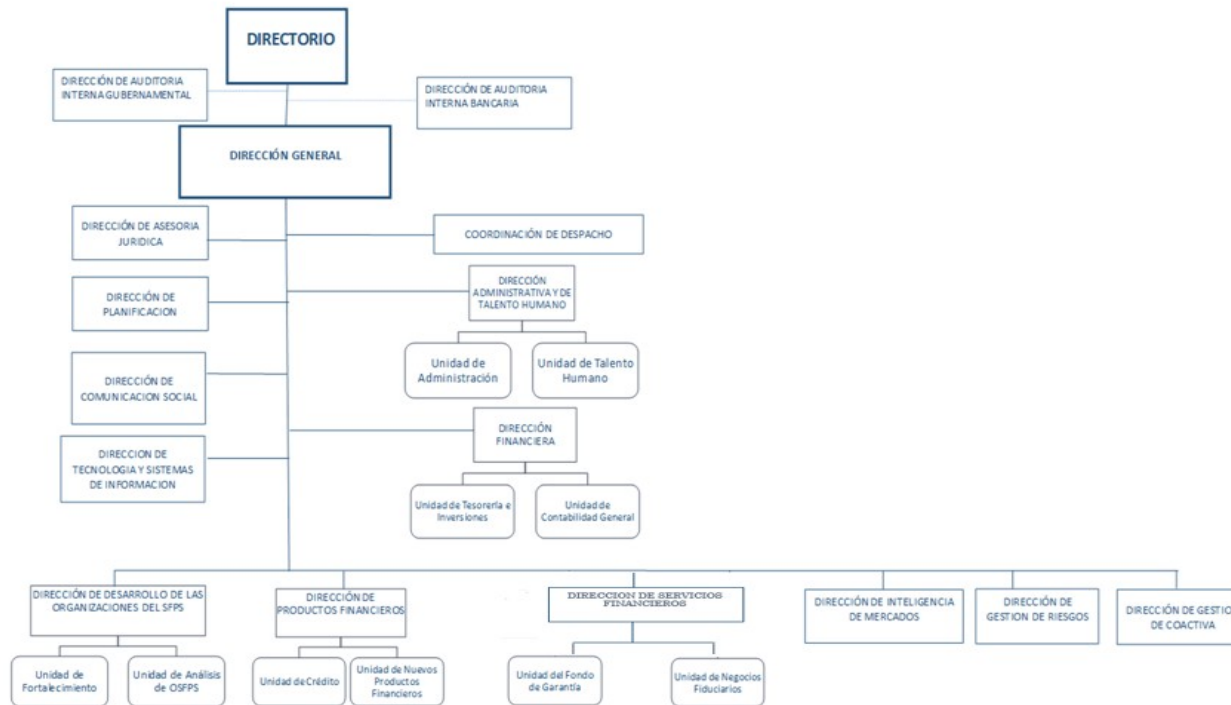 DIRECTORIO
DIRECCIÓN DE AUDITORIA
INTERNA GUBERNAMENTAL
DIRECCIÓN DE AUDITORIA
INTERNA BANCARIA
DIRECCIÓN GENERAL
DIRECCIÓN DE ASESORIA
JURIDICA
COORDINACIÓN DE DESPACHO
DIRECCIÓN DE
PLANIFICACION
DIRECCIÓN
ADMINISTRATIVA Y DE
TALENTO HUMANO
Unidad de
Administración
Unidad de Talento
Humano
DIRECCIÓN DE
COMUNICACION SOCIAL
DIRECCIÓN
FINANCIERA
DIRECCION DE
TECNOLOGIA Y SISTEMAS
DE INFORMACION
Unidad de Tesorería e
Inversiones
Unidad de
Contabilidad General
DIRECCIÓN DE DESARROLLO DE LAS
ORGANIZACIONES DEL SFPS
DIRECCIÓN DE
PRODUCTOS FINANCIEROS
DIRECCION DE SERVICIOS
FINANCIEROS
DIRECCIÓN DE INTELIGENCIA
DE MERCADOS
DIRECCIÓN DE
GESTION DE RIESGOS
DIRECCIÓN DE GESTIO
DE COACTIVA
Unidad de
Fortalecimiento
Unidad de Análisis
de OSFPS
Unidad de Crédito
Unidad de Nuevos
Productos
Financieros
Unidad del Fondo
de Garantía
Unidad de Negocios
Fiduciarios